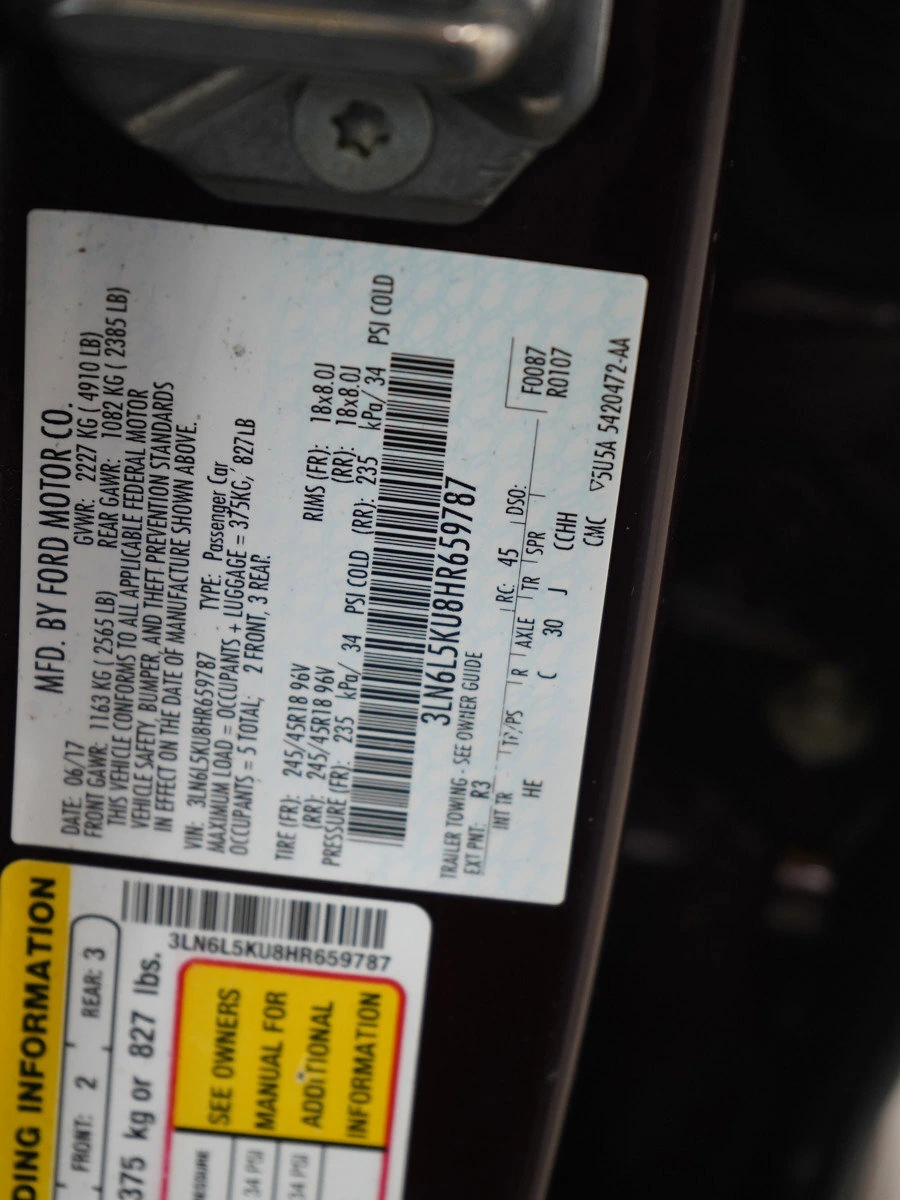 MFD. BY FORD MOTOR CO.
DATE: 06/17 GVWR: 2227 KG ( 4910 LB)
FRONT GAWR: 1163 KG ( 2565 LB) REAR GAWR: 1082 KG ( 2385 LB)
THIS VEHICLE CONFORMS TO ALL APPLICABLE FEDERAL MOTOR
VEHICLE SAFETY, BUMPER, AND THEFT PREVENTION STANDARDS
IN EFFECT ON THE DATE OF MANUFACTURE SHOWN ABOVE.
VIN: 3LN6L5KU8HR659787 TYPE: Passenger Car
MAXIMUM LOAD = OCCUPANTS + LUGGAGE = 375KG, 827LB
OCCUPANTS = 5 TOTAL; 2 FRONT, 3 REAR
TIRE (FR): 245/45R18 96V RIMS (FR): 18x8.0J
(RR): 245/45R18 96V (RR): 18x8.0J
PRESSURE (FR): 235 kPa/ 34 PSI COLD (RR): 235 kPa/ 34 PSI COLD
3LN6L5KU8HR659787
TRAILER TOWING - SEE OWNER GUIDE
EXT PNT: R3 RC: 45 DSO: F0087
INT TR TP/PS R AXLE TR SPR R0107
HE C 30 J CCHH
CMC ▽5U5A 5420472-AA
DING INFORMATION
FRONT: 2 REAR: 3
375 kg or 827 lbs.
3LN6L5KU8HR659787
SEE OWNERS
MANUAL FOR
ADDITIONAL
INFORMATION
34 PSI
34 PSI